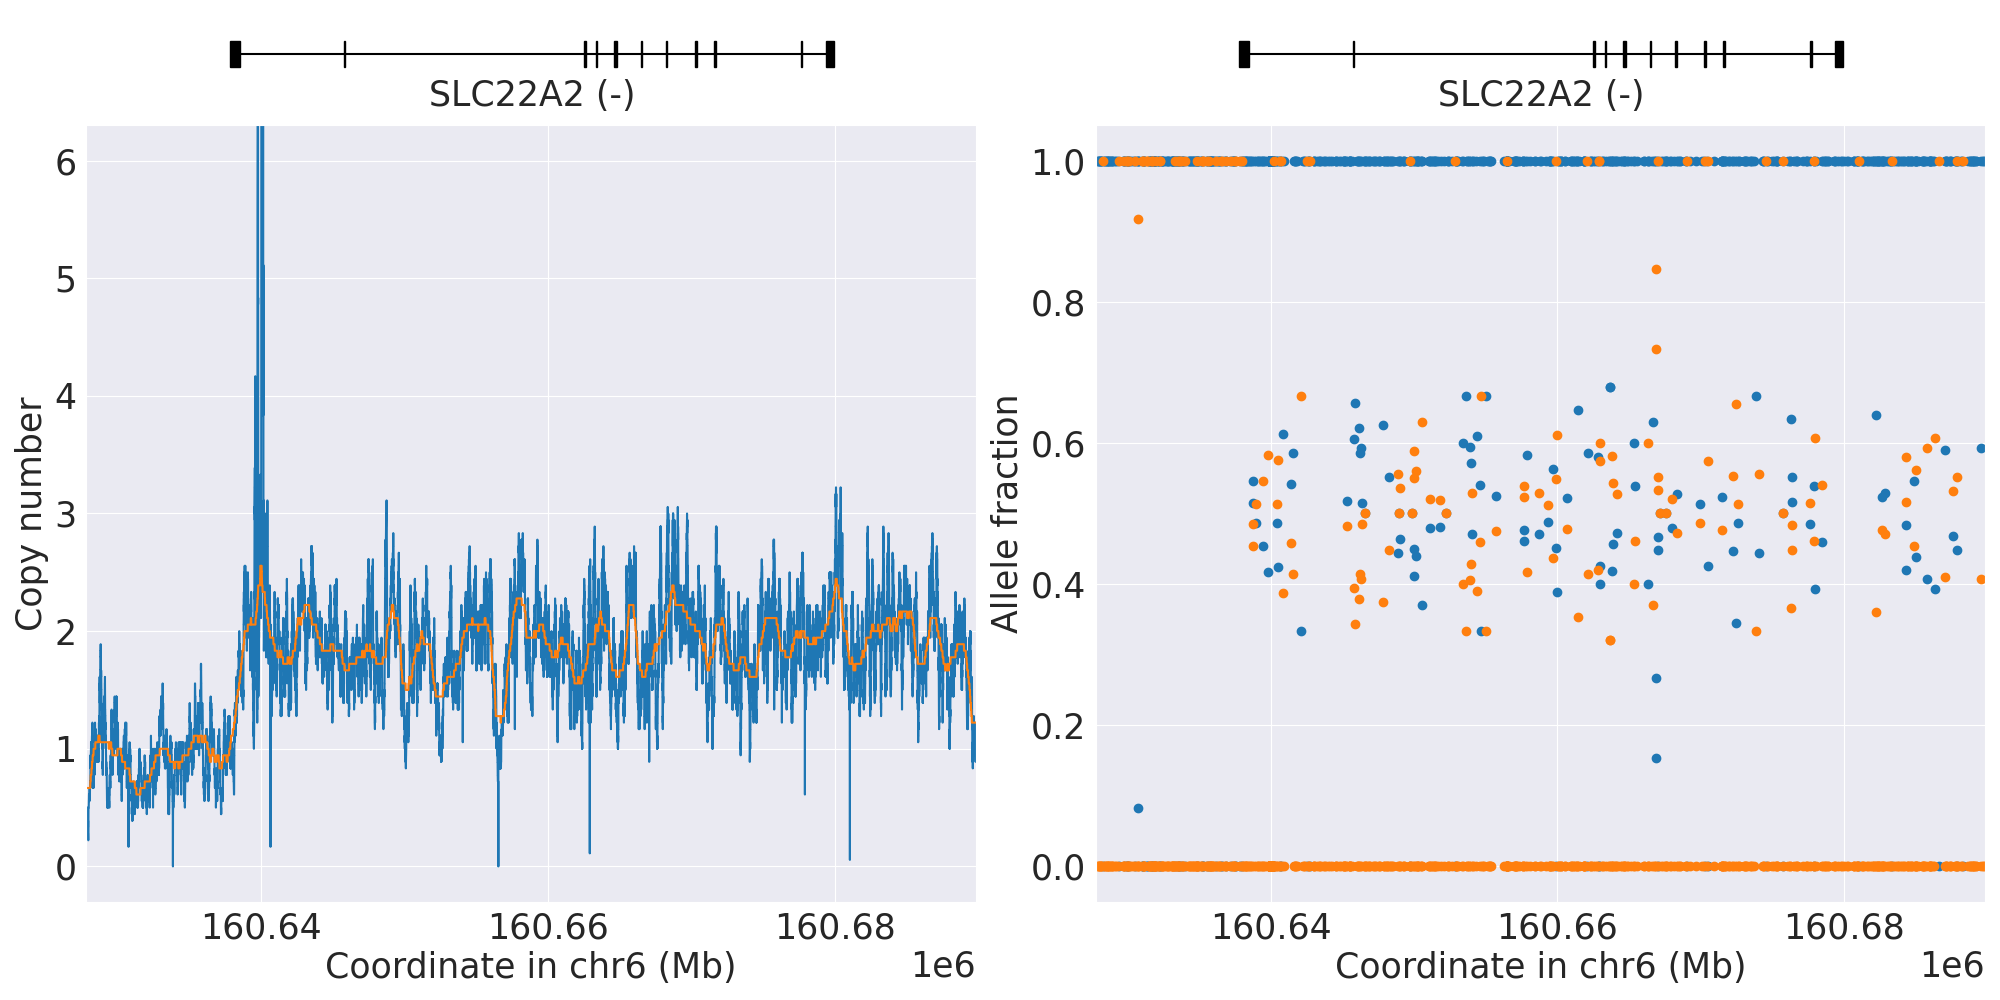 SLC22A2 (-)
6
5
4
3
2
1
0
Copy number
160.64
160.66
160.68
Coordinate in chr6 (Mb)
1e6
SLC22A2 (-)
1.0
0.8
0.6
0.4
0.2
0.0
Allele fraction
160.64
160.66
160.68
Coordinate in chr6 (Mb)
1e6